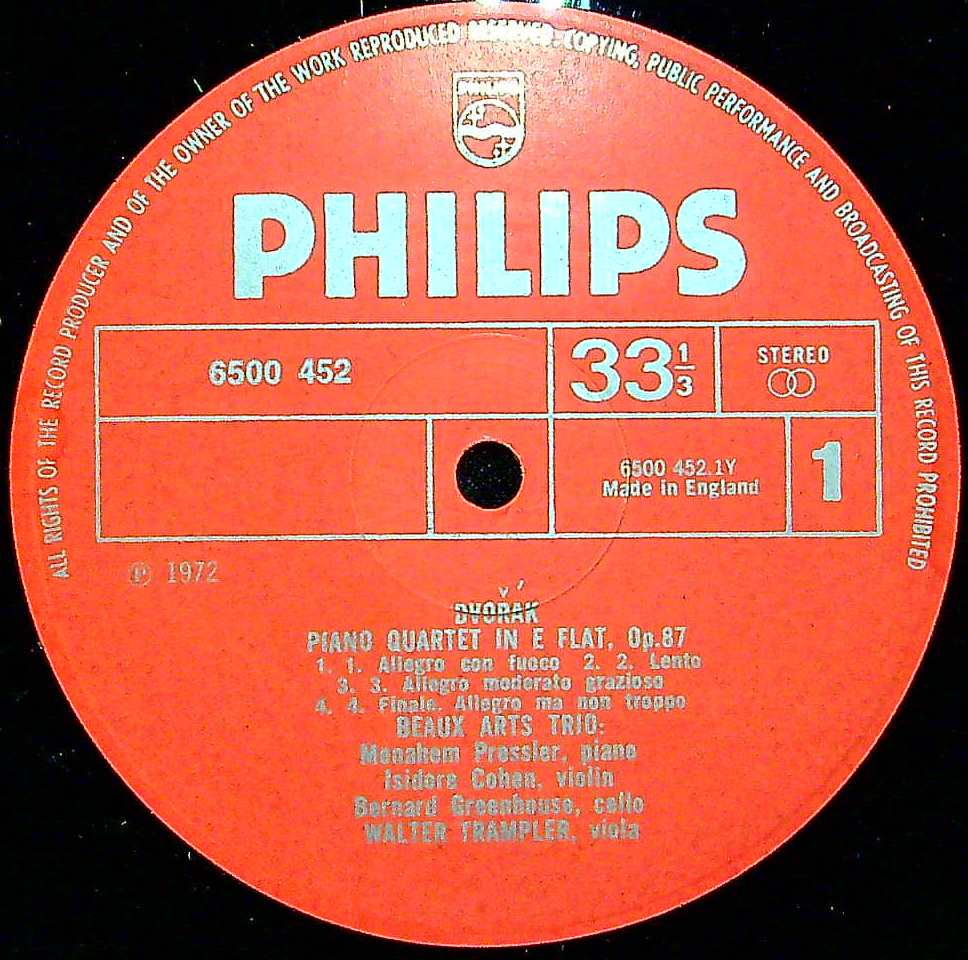 ALL RIGHTS OF THE RECORD PRODUCER AND OF THE OWNER OF THE WORK REPRODUCED RESERVED. COPYING, PUBLIC PERFORMANCE AND BROADCASTING OF THIS RECORD PROHIBITED
PHILIPS
PHILIPS
6500 452
33 1/3
STEREO
6500 452.1Y
Made in England
1
℗ 1972
DVOŘÁK
PIANO QUARTET IN E FLAT, Op.87
1. 1. Allegro con fuoco 2. 2. Lento
3. 3. Allegro moderato grazioso
4. 4. Finale. Allegro ma non troppo
BEAUX ARTS TRIO:
Menahem Pressler, piano
Isidore Cohen, violin
Bernard Greenhouse, cello
WALTER TRAMPLER, viola